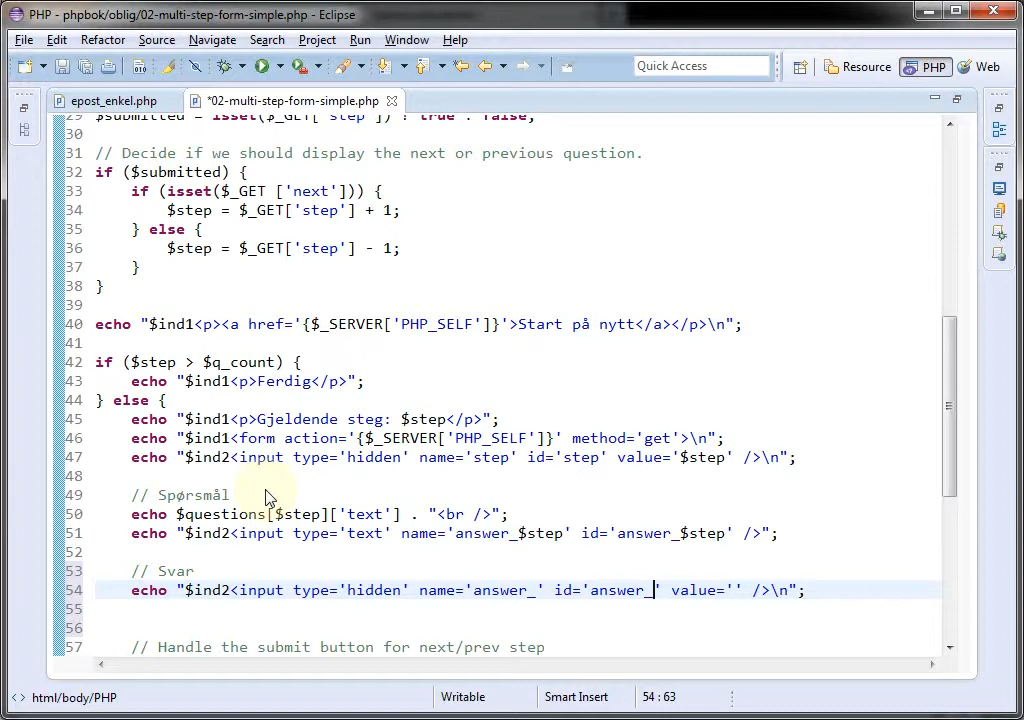 PHP - phpbok/oblig/02-multi-step-form-simple.php - Eclipse
File Edit Refactor Source Navigate Search Project Run Window Help
Quick Access Resource PHP Web
epost_enkel.php *02-multi-step-form-simple.php
29 $submitted = isset($_GET['step']) ? true : false;
30
31 // Decide if we should display the next or previous question.
32 if ($submitted) {
33 if (isset($_GET ['next'])) {
34 $step = $_GET['step'] + 1;
35 } else {
36 $step = $_GET['step'] - 1;
37 }
38 }
39
40 echo "$ind1<p><a href='{$_SERVER['PHP_SELF']}'>Start på nytt</a></p>\n";
41
42 if ($step > $q_count) {
43 echo "$ind1<p>Ferdig</p>";
44 } else {
45 echo "$ind1<p>Gjeldende steg: $step</p>";
46 echo "$ind1<form action='{$_SERVER['PHP_SELF']}' method='get'>\n";
47 echo "$ind2<input type='hidden' name='step' id='step' value='$step' />\n";
48
49 // Spørsmål
50 echo $questions[$step]['text'] . "<br />";
51 echo "$ind2<input type='text' name='answer_$step' id='answer_$step' />";
52
53 // Svar
54 echo "$ind2<input type='hidden' name='answer_' id='answer_' value='' />\n";
55
56
57 // Handle the submit button for next/prev step
html/body/PHP Writable Smart Insert 54 : 63